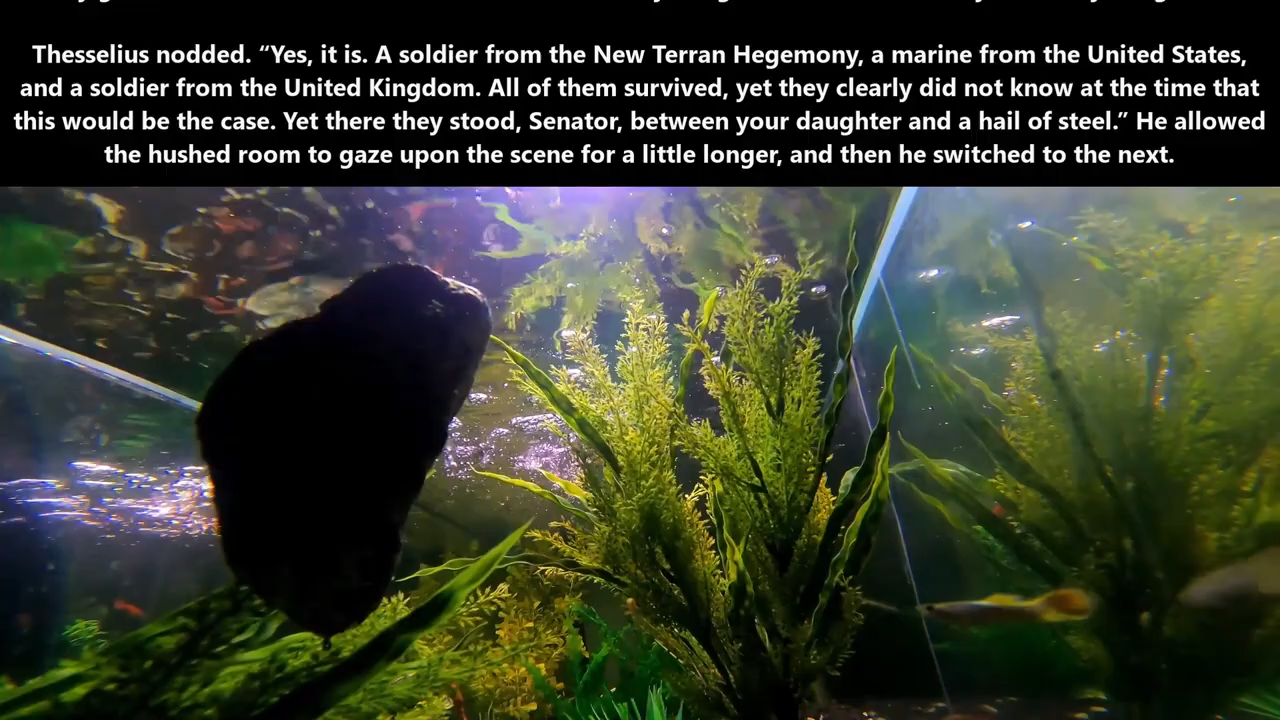 Thesselius nodded. “Yes, it is. A soldier from the New Terran Hegemony, a marine from the United States,
and a soldier from the United Kingdom. All of them survived, yet they clearly did not know at the time that
this would be the case. Yet there they stood, Senator, between your daughter and a hail of steel.” He allowed
the hushed room to gaze upon the scene for a little longer, and then he switched to the next.